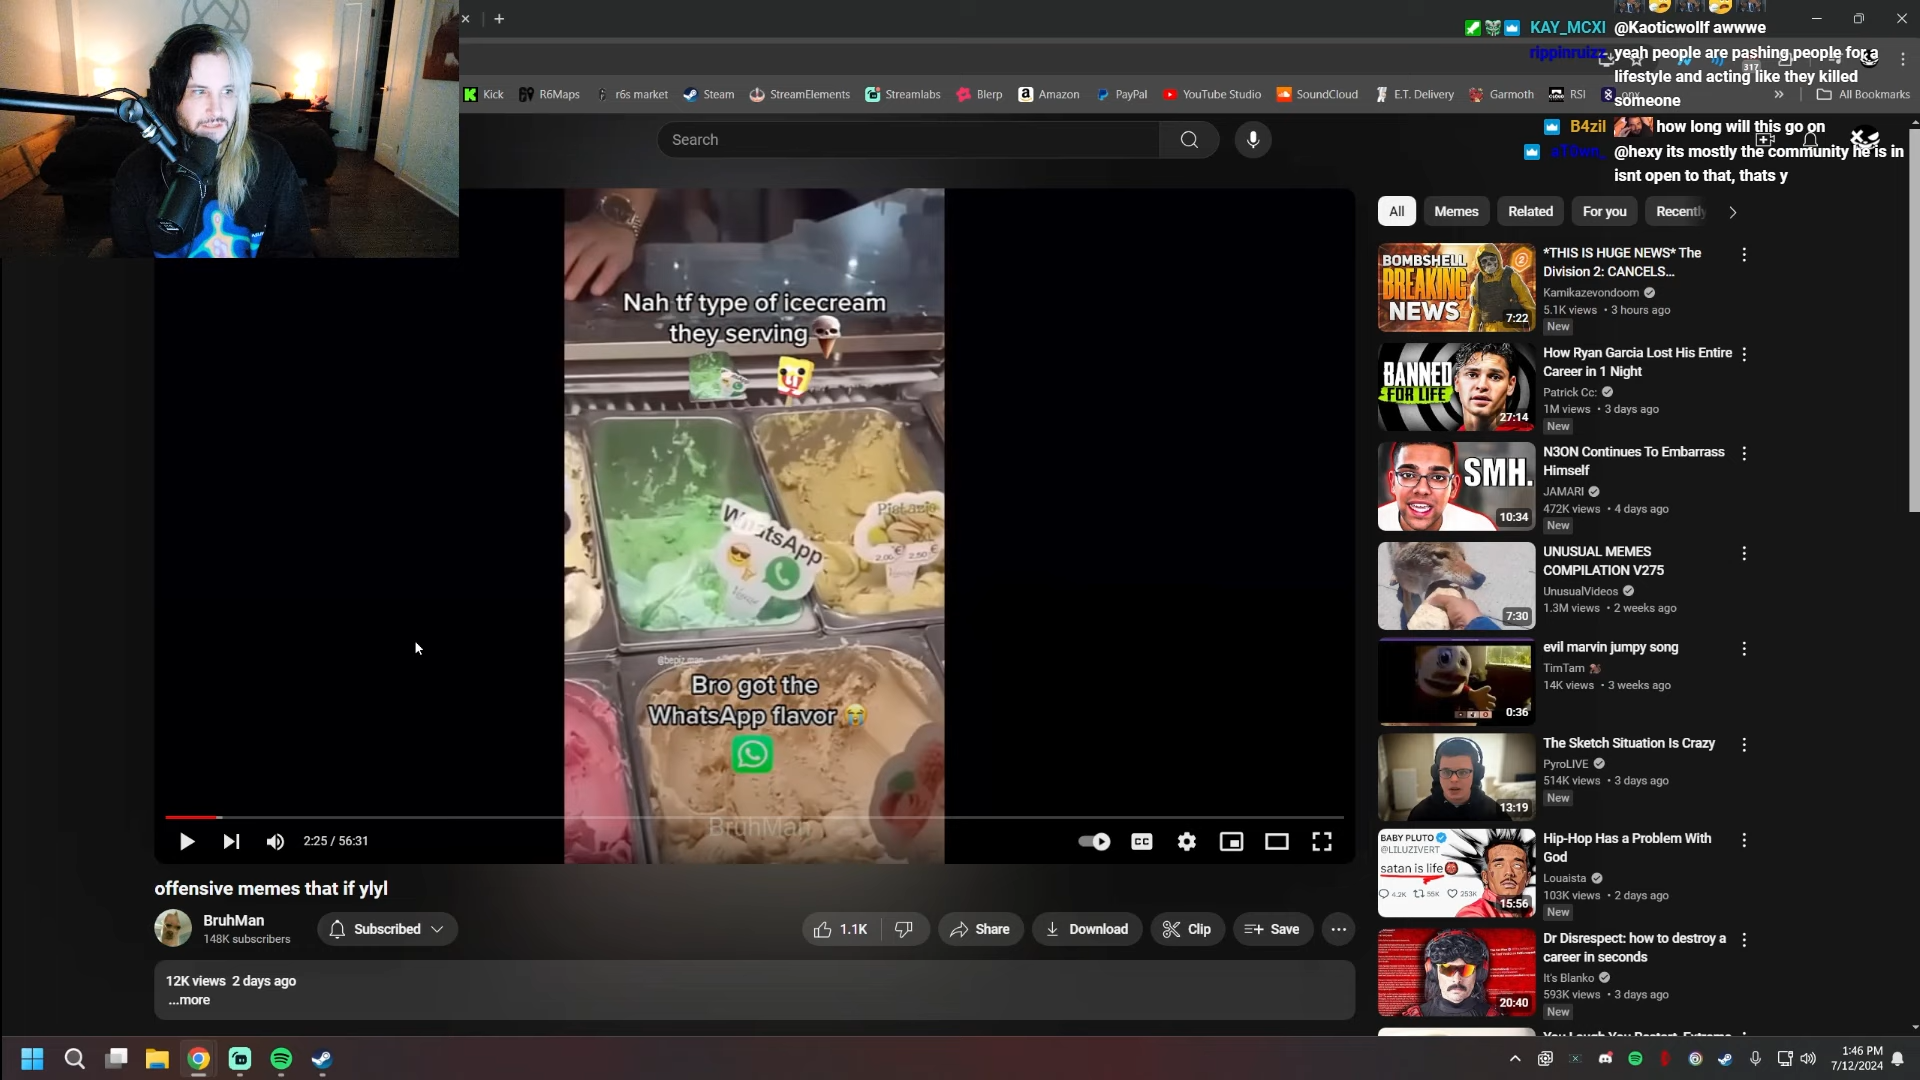 KAY_MCXI @Kaoticwollf awwwe
rippinruizz yeah people are pashing people for a
lifestyle and acting like they killed
someone
B4zil how long will this go on
@hexy its mostly the community he is in
isnt open to that, thats y
317
Kick R6Maps r6s market Steam StreamElements Streamlabs Blerp Amazon PayPal YouTube Studio SoundCloud E.T. Delivery Garmoth RSI All Bookmarks
Search
Nah tf type of icecream
they serving
WhatsApp
Pistazie
Bro got the
WhatsApp flavor 😭
BruhMan
2:25 / 56:31
CC
offensive memes that if ylyl
BruhMan
148K subscribers
Subscribed
1.1K
Share
Download
Clip
Save
12K views 2 days ago
...more
All Memes Related For you Recently
BOMBSHELL
BREAKING
NEWS
7:22
*THIS IS HUGE NEWS* The
Division 2: CANCELS...
Kamikazevondoom
5.1K views • 3 hours ago
New
BANNED
FOR LIFE
27:14
How Ryan Garcia Lost His Entire
Career in 1 Night
Patrick Cc:
1M views • 3 days ago
New
SMH.
10:34
N3ON Continues To Embarrass
Himself
JAMARI
472K views • 4 days ago
New
7:30
UNUSUAL MEMES
COMPILATION V275
UnusualVideos
1.3M views • 2 weeks ago
0:36
evil marvin jumpy song
TimTam
14K views • 3 weeks ago
13:19
The Sketch Situation Is Crazy
PyroLIVE
514K views • 3 days ago
New
BABY PLUTO
@LILUZIVERT
satan is life
4.2K 55K 253K
15:56
Hip-Hop Has a Problem With
God
Louaista
103K views • 2 days ago
New
20:40
Dr Disrespect: how to destroy a
career in seconds
It's Blanko
593K views • 3 days ago
New
1:46 PM
7/12/2024